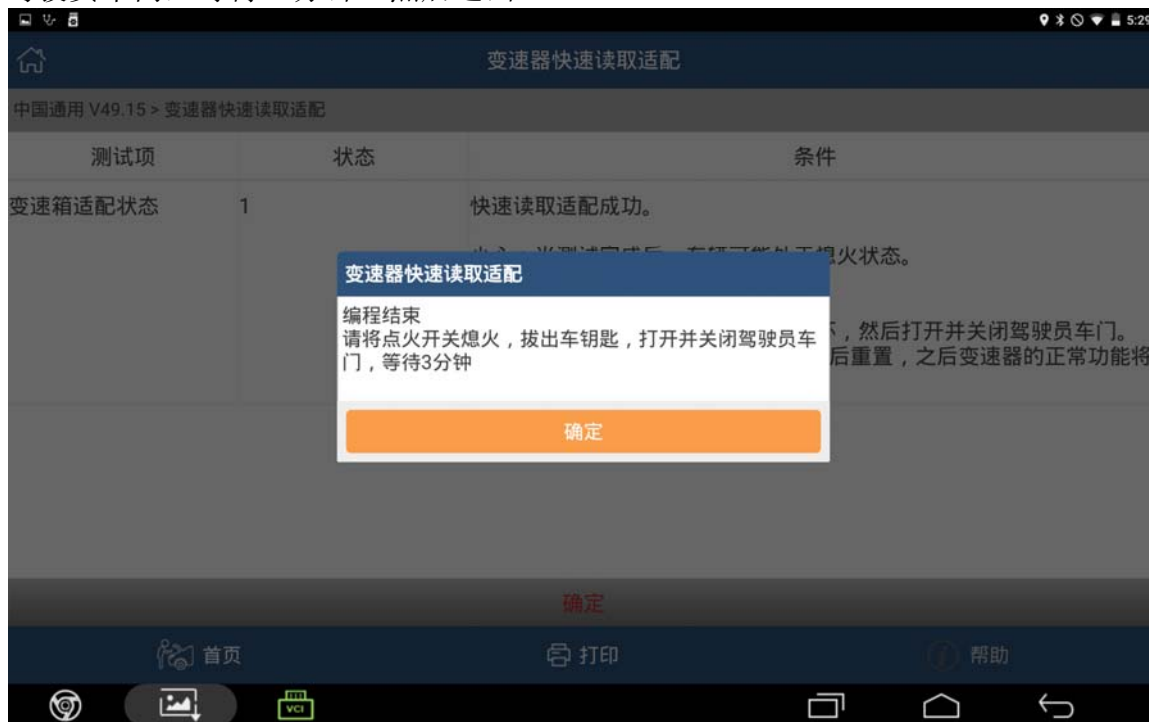 5:29
变速器快速读取适配
中国通用 V49.15 > 变速器快速读取适配
测试项 状态 条件
变速箱适配状态 1 快速读取适配成功。
熄火状态。
变速器快速读取适配
编程结束
请将点火开关熄火，拔出车钥匙，打开并关闭驾驶员车
门，等待3分钟
，然后打开并关闭驾驶员车门。
后重置，之后变速器的正常功能将
确定
确定
首页 打印 帮助
VCI